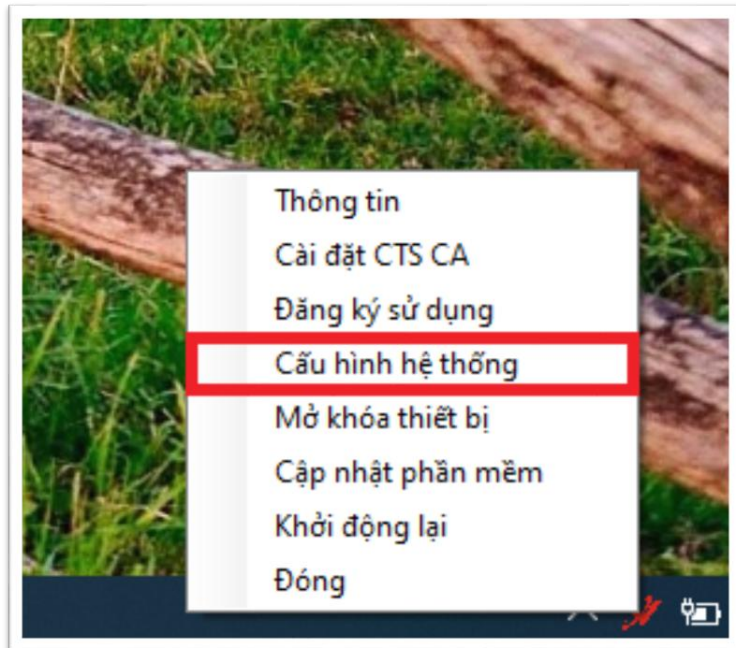 Thông tin
Cài đặt CTS CA
Đăng ký sử dụng
Cấu hình hệ thống
Mở khóa thiết bị
Cập nhật phần mềm
Khởi động lại
Đóng